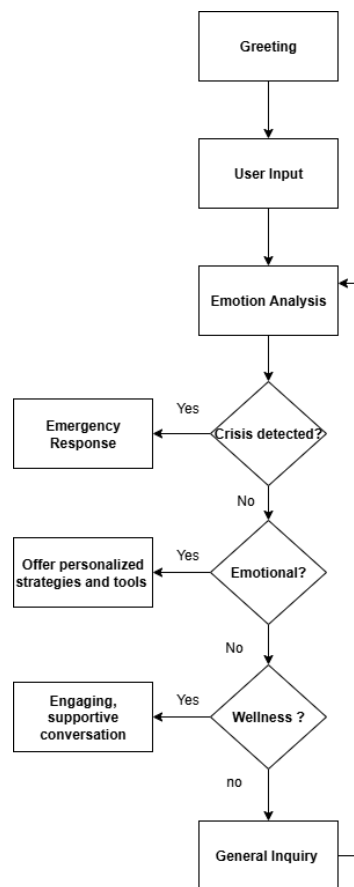 Greeting
User Input
Emotion Analysis
Crisis detected?
Yes
Emergency
Response
No
Emotional?
Yes
Offer personalized
strategies and tools
No
Wellness ?
Yes
Engaging,
supportive
conversation
no
General Inquiry